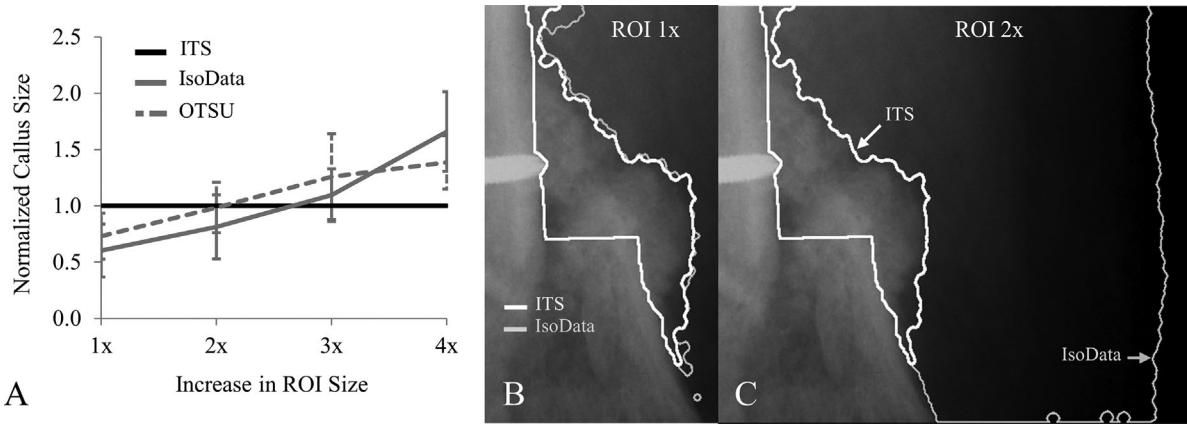 2.5
2.0
1.5
1.0
0.5
0.0
Normalized Callus Size
ITS
IsoData
OTSU
1x 2x 3x 4x
Increase in ROI Size
A
ROI 1x
ITS
IsoData
B
ROI 2x
ITS
IsoData
C